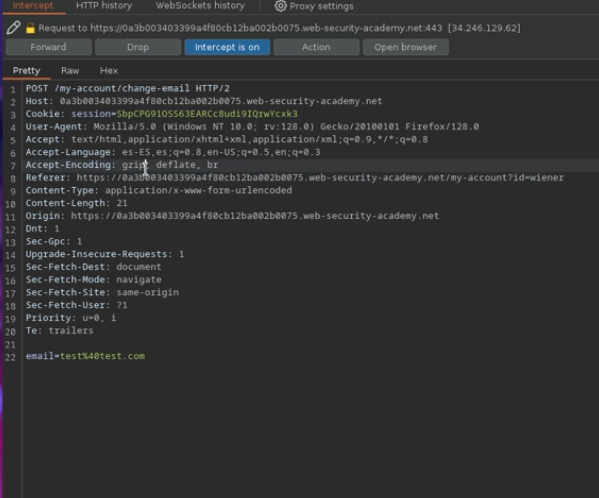 Intercept HTTP history WebSockets history Proxy settings
Request to https://0a3b003403399a4f80cb12ba002b0075.web-security-academy.net:443 [34.246.129.62]
Forward Drop Intercept is on Action Open browser
Pretty Raw Hex
1 POST /my-account/change-email HTTP/2
2 Host: 0a3b003403399a4f80cb12ba002b0075.web-security-academy.net
3 Cookie: session=SbpCPG91OSS63EARCc8udi9IQzwYcxk3
4 User-Agent: Mozilla/5.0 (Windows NT 10.0; rv:128.0) Gecko/20100101 Firefox/128.0
5 Accept: text/html,application/xhtml+xml,application/xml;q=0.9,*/*;q=0.8
6 Accept-Language: es-ES,es;q=0.8,en-US;q=0.5,en;q=0.3
7 Accept-Encoding: gzip, deflate, br
8 Referer: https://0a3b003403399a4f80cb12ba002b0075.web-security-academy.net/my-account?id=wiener
9 Content-Type: application/x-www-form-urlencoded
10 Content-Length: 21
11 Origin: https://0a3b003403399a4f80cb12ba002b0075.web-security-academy.net
12 Dnt: 1
13 Sec-Gpc: 1
14 Upgrade-Insecure-Requests: 1
15 Sec-Fetch-Dest: document
16 Sec-Fetch-Mode: navigate
17 Sec-Fetch-Site: same-origin
18 Sec-Fetch-User: ?1
19 Priority: u=0, i
20 Te: trailers
21
22 email=test%40test.com